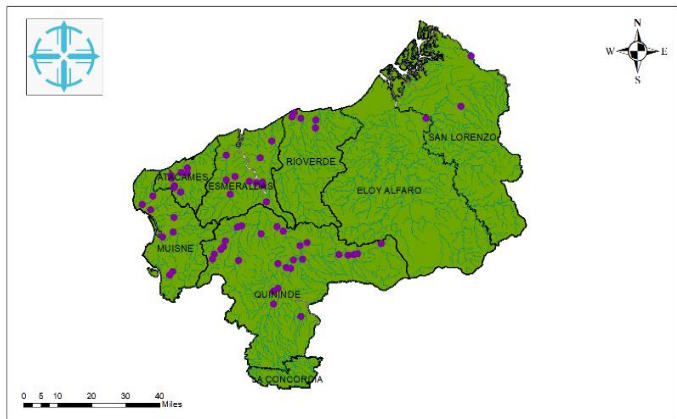 N
W E
S
SAN LORENZO
RIOVERDE
ATACAMES
ESMERALDAS
ELOY ALFARO
MUISNE
QUININDE
LA CONCORDIA
0 5 10 20 30 40
Miles